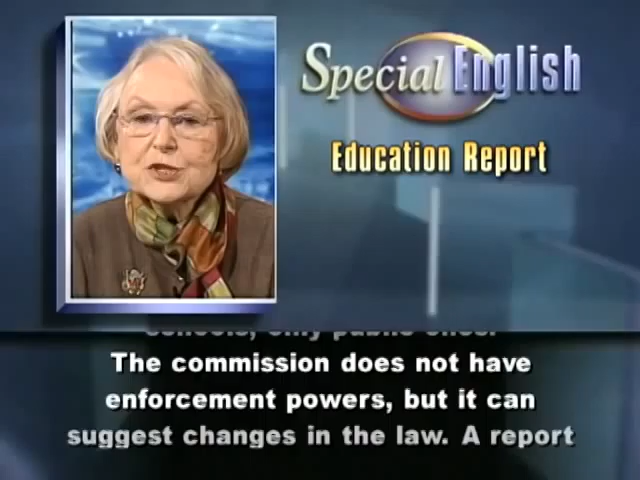 Special English
Education Report
The commission does not have
enforcement powers, but it can
suggest changes in the law. A report